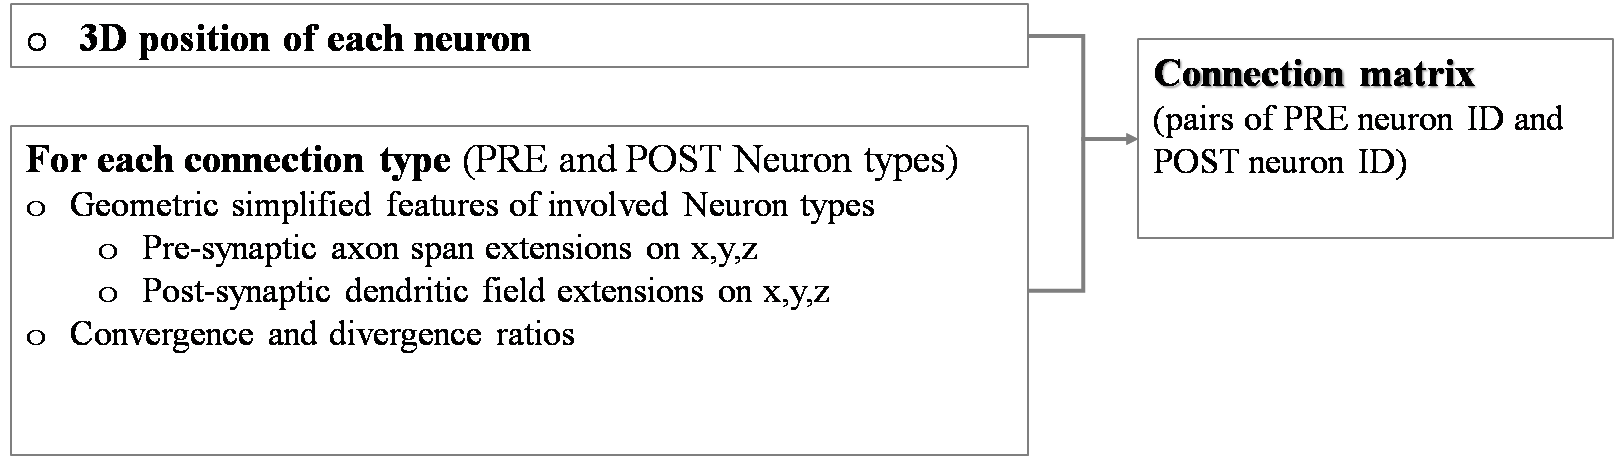 o 3D position of each neuron
For each connection type (PRE and POST Neuron types)
o Geometric simplified features of involved Neuron types
o Pre-synaptic axon span extensions on x,y,z
o Post-synaptic dendritic field extensions on x,y,z
o Convergence and divergence ratios
Connection matrix
(pairs of PRE neuron ID and
POST neuron ID)